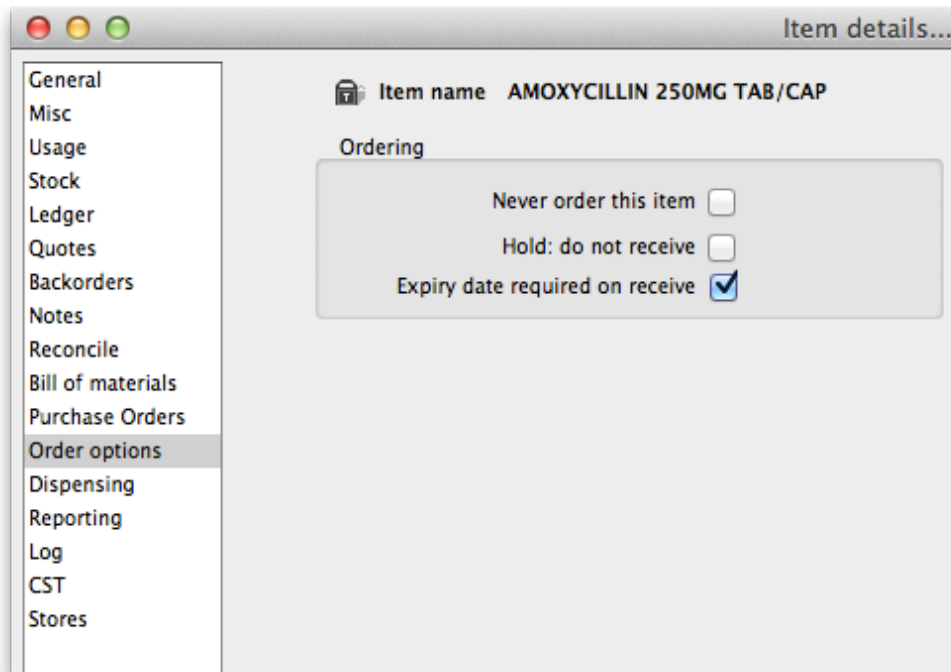 Item details...
General
Misc
Usage
Stock
Ledger
Quotes
Backorders
Notes
Reconcile
Bill of materials
Purchase Orders
Order options
Dispensing
Reporting
Log
CST
Stores
Item name AMOXYCILLIN 250MG TAB/CAP
Ordering
Never order this item
Hold: do not receive
Expiry date required on receive